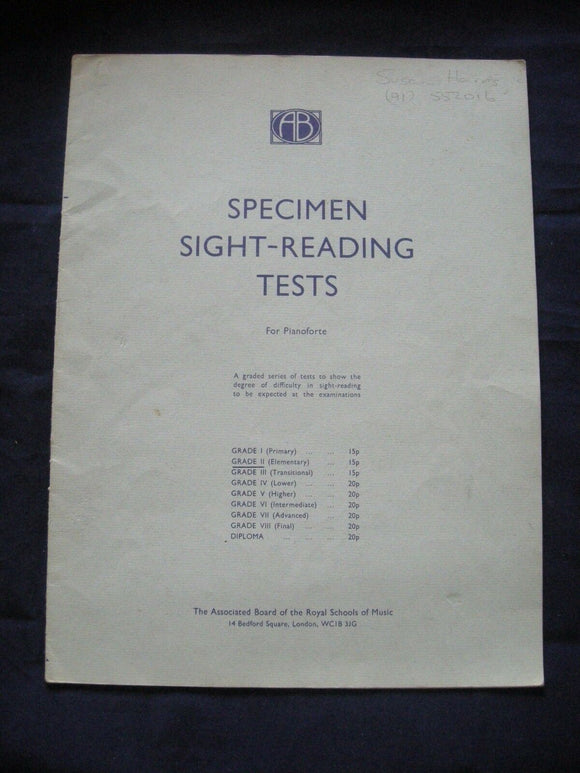 (91) 552016
AB
SPECIMEN
SIGHT-READING
TESTS
For Pianoforte
A graded series of tests to show the
degree of difficulty in sight-reading
to be expected at the examinations
GRADE I (Primary) ... ... 15p
GRADE II (Elementary) ... 15p
GRADE III (Transitional) ... 15p
GRADE IV (Lower) ... ... 20p
GRADE V (Higher) ... ... 20p
GRADE VI (Intermediate) ... 20p
GRADE VII (Advanced) ... 20p
GRADE VIII (Final) ... ... 20p
DIPLOMA ... ... ... 20p
The Associated Board of the Royal Schools of Music
14 Bedford Square, London, WC1B 3JG